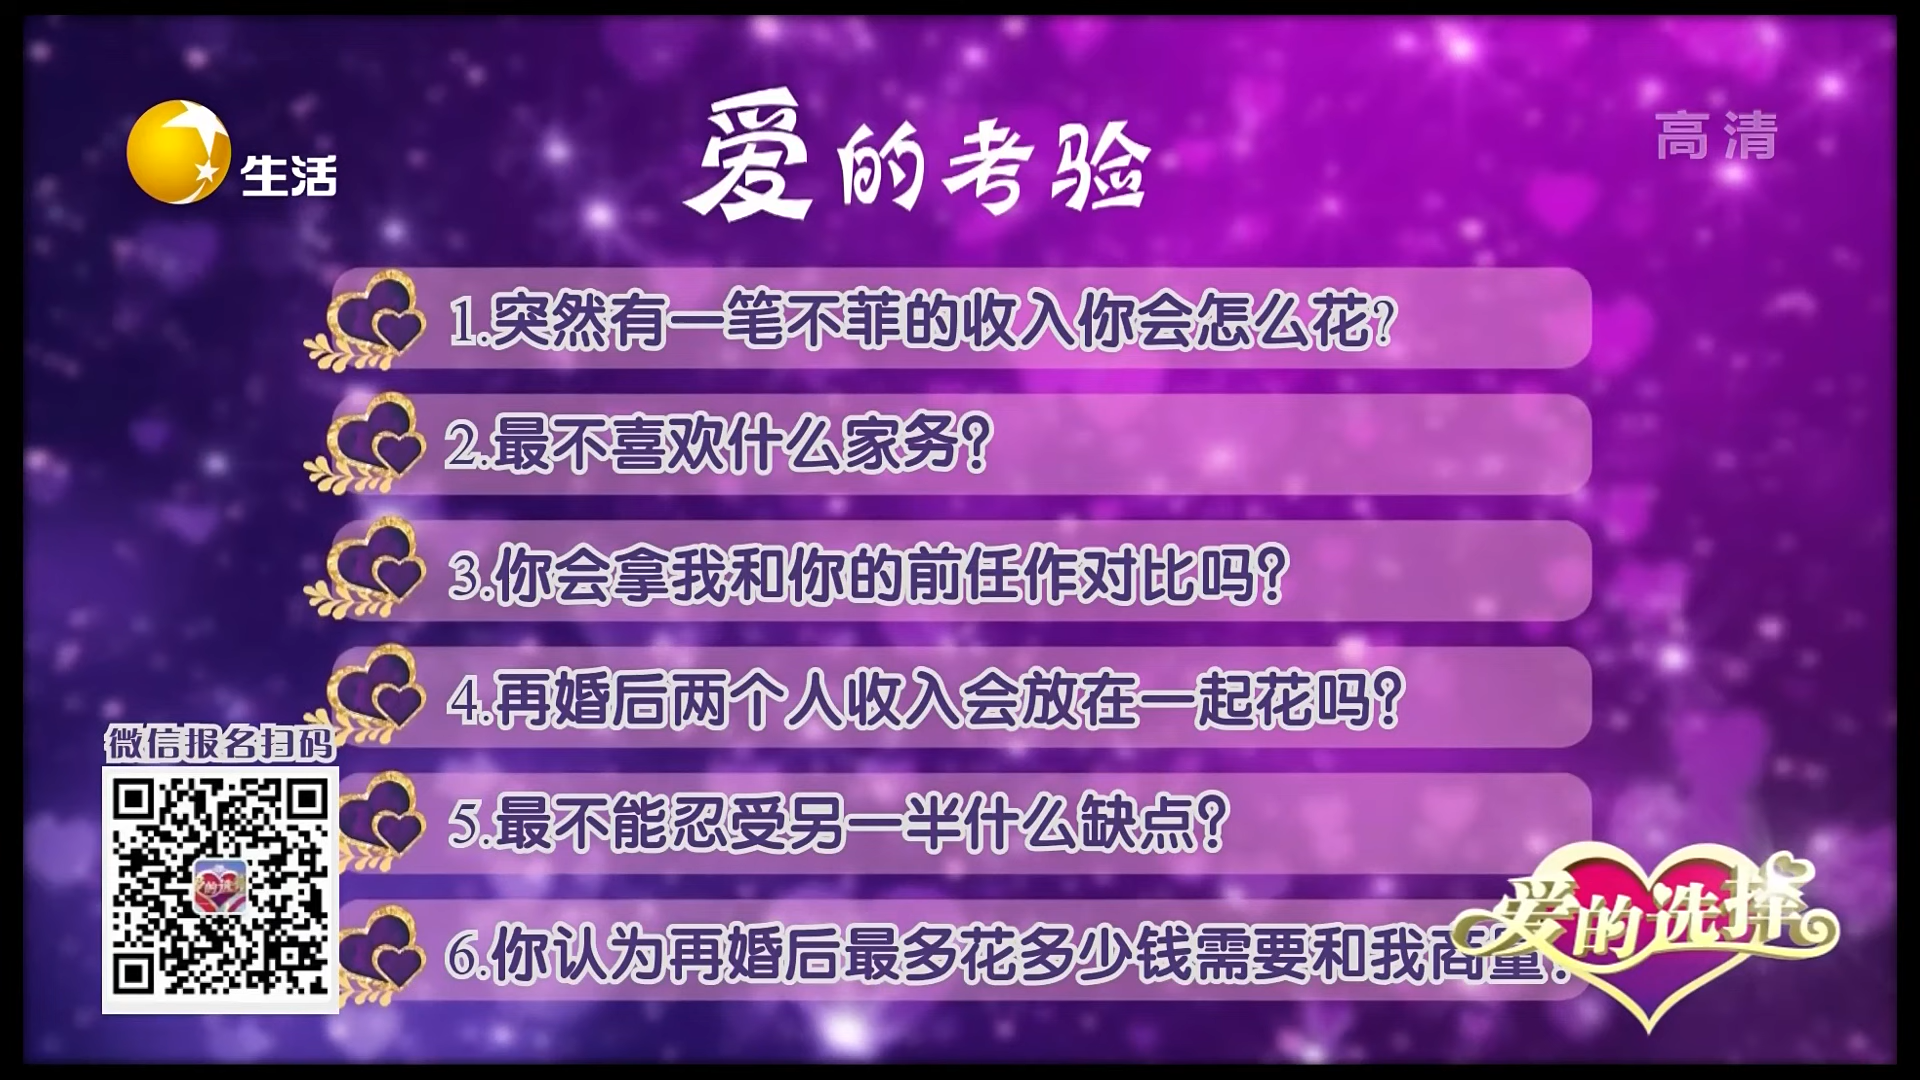 生活
爱的考验
高清
1.突然有一笔不菲的收入你会怎么花?
2.最不喜欢什么家务?
3.你会拿我和你的前任作对比吗?
4.再婚后两个人收入会放在一起花吗?
5.最不能忍受另一半什么缺点?
6.你认为再婚后最多花多少钱需要和我商量?
微信报名扫码
爱的选择
爱的选择